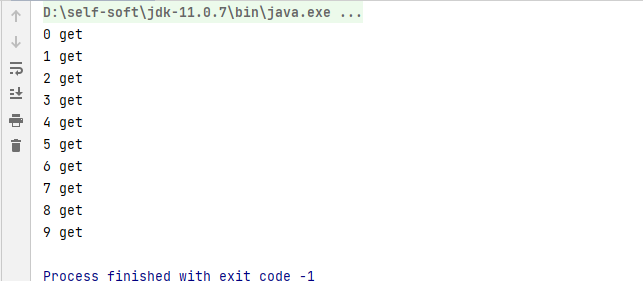 D:\self-soft\jdk-11.0.7\bin\java.exe ...
0 get
1 get
2 get
3 get
4 get
5 get
6 get
7 get
8 get
9 get
Process finished with exit code -1